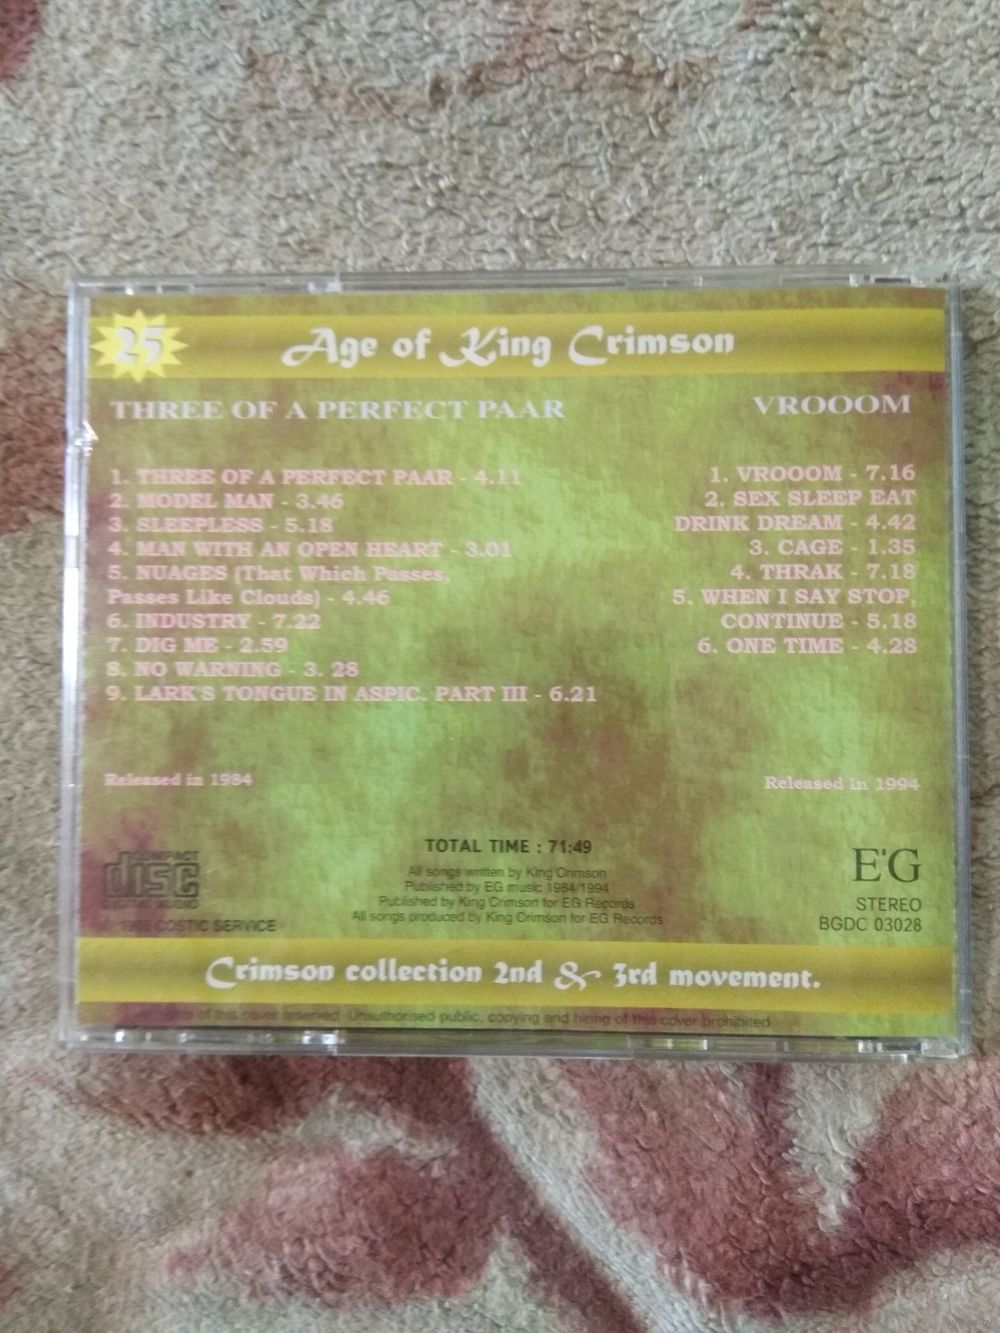 25
Age of King Crimson
THREE OF A PERFECT PAAR
1. THREE OF A PERFECT PAAR - 4.11
2. MODEL MAN - 3.46
3. SLEEPLESS - 5.18
4. MAN WITH AN OPEN HEART - 3.01
5. NUAGES (That Which Passes,
Passes Like Clouds) - 4.46
6. INDUSTRY - 7.22
7. DIG ME - 2.59
8. NO WARNING - 3. 28
9. LARK'S TONGUE IN ASPIC. PART III - 6.21
Released in 1984
VROOOM
1. VROOOM - 7.16
2. SEX SLEEP EAT
DRINK DREAM - 4.42
3. CAGE - 1.35
4. THRAK - 7.18
5. WHEN I SAY STOP,
CONTINUE - 5.18
6. ONE TIME - 4.28
Released in 1994
COMPACT
disc
DIGITAL AUDIO
COSTIC SERVICE
TOTAL TIME : 71:49
All songs written by King Crimson
Published by EG music 1984/1994
Published by King Crimson for EG Records
All songs produced by King Crimson for EG Records
E'G
STEREO
BGDC 03028
Crimson collection 2nd & 3rd movement.
of this cover reserved. Unauthorised public, copying and hiring of this cover prohibited